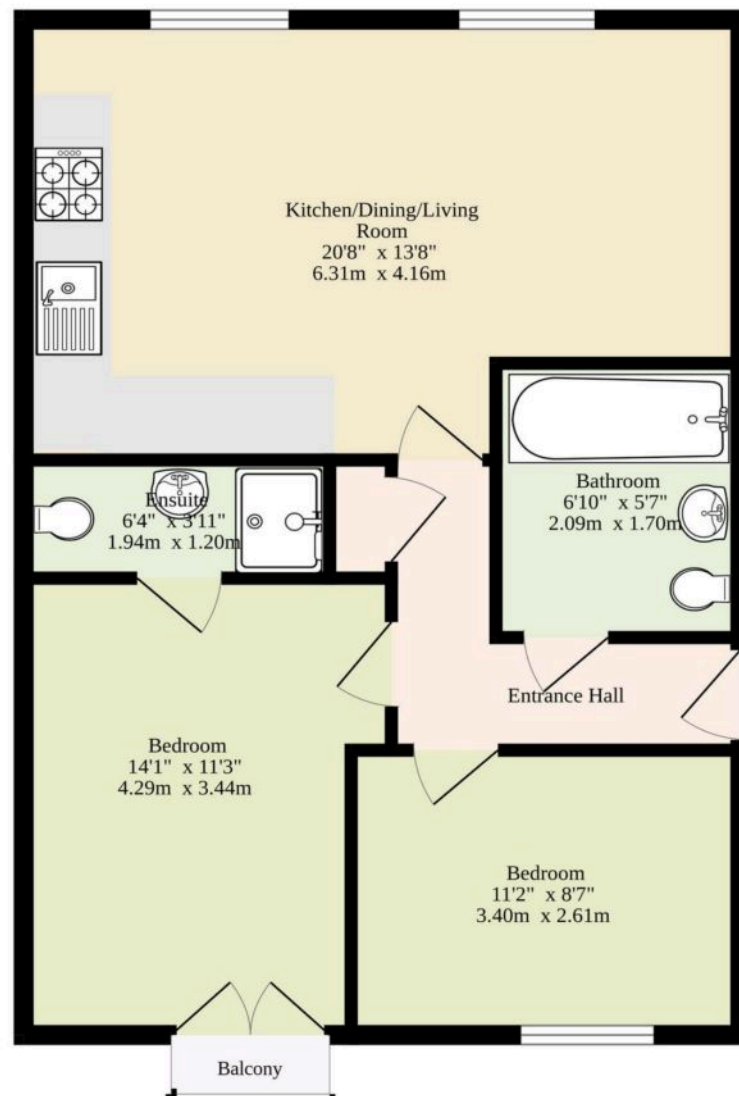 Kitchen/Dining/Living
Room
20'8" x 13'8"
6.31m x 4.16m
Bathroom
6'10" x 5'7"
2.09m x 1.70m
Ensuite
6'4" x 3'11"
1.94m x 1.20m
Entrance Hall
Bedroom
14'1" x 11'3"
4.29m x 3.44m
Bedroom
11'2" x 8'7"
3.40m x 2.61m
Balcony